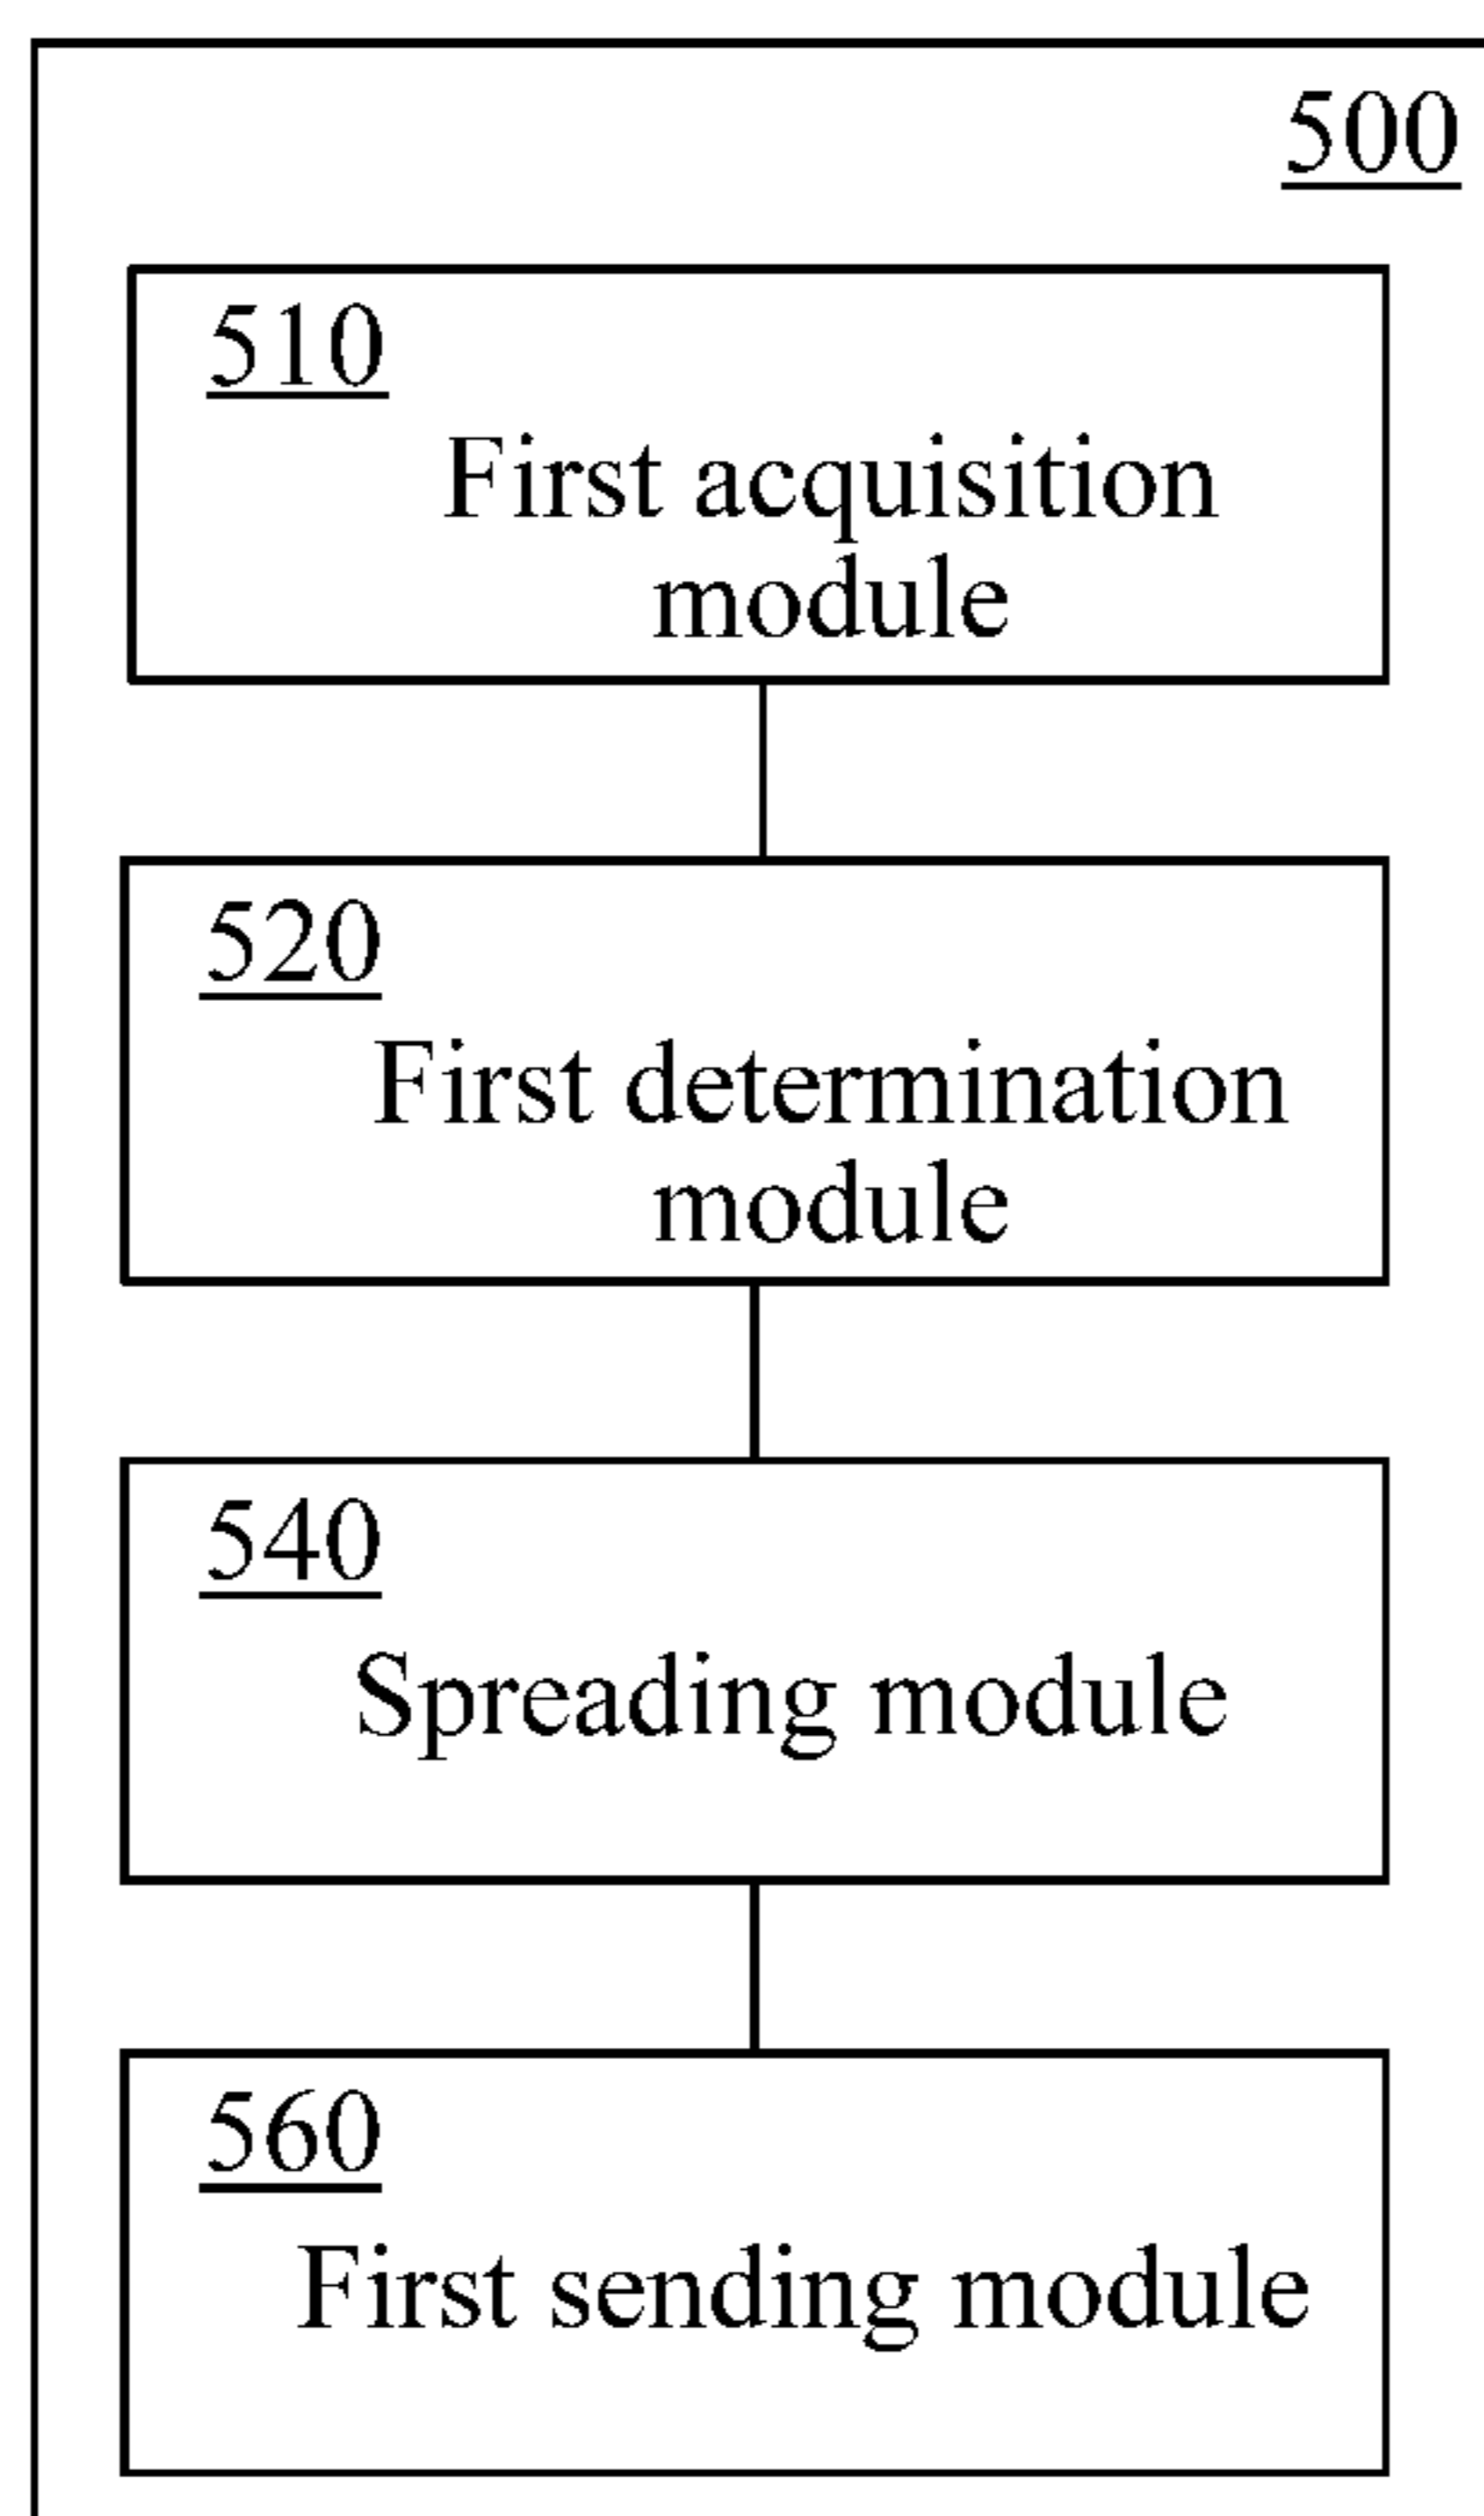 500
510
First acquisition
module
520
First determination
module
540
Spreading module
560
First sending module